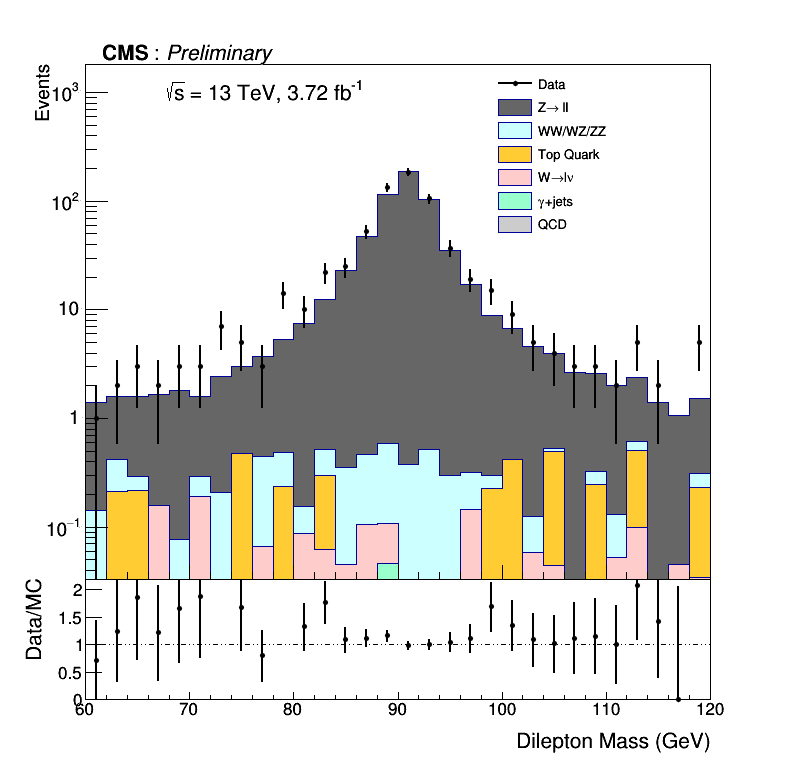 CMS : Preliminary
√s = 13 TeV, 3.72 fb⁻¹
Events
10³
10²
10
1
10⁻¹
Data
Z→ ll
WW/WZ/ZZ
Top Quark
W→lν
γ+jets
QCD
Data/MC
2
1.5
1
0.5
0
60 70 80 90 100 110 120
Dilepton Mass (GeV)